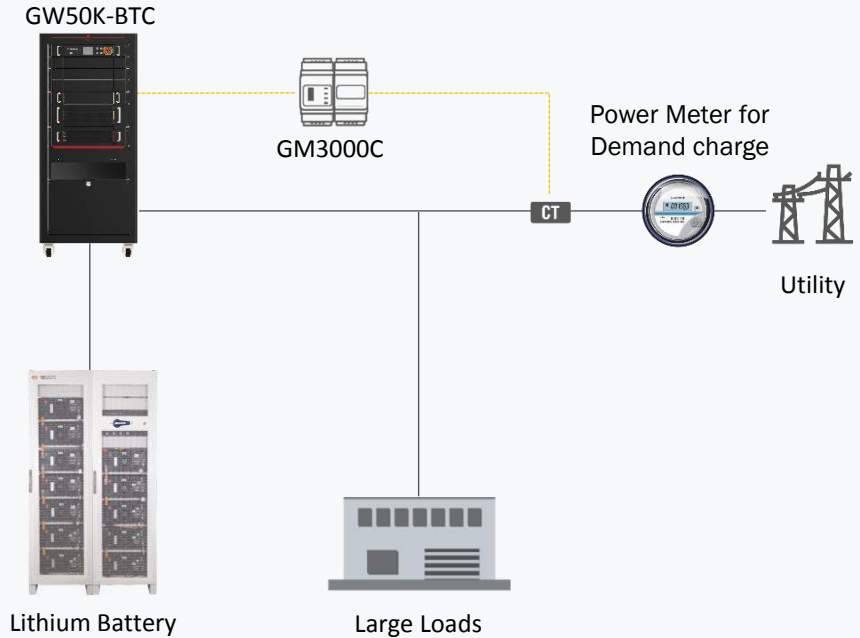 GW50K-BTC
GM3000C
Power Meter for
Demand charge
CT
Utility
Lithium Battery
Large Loads